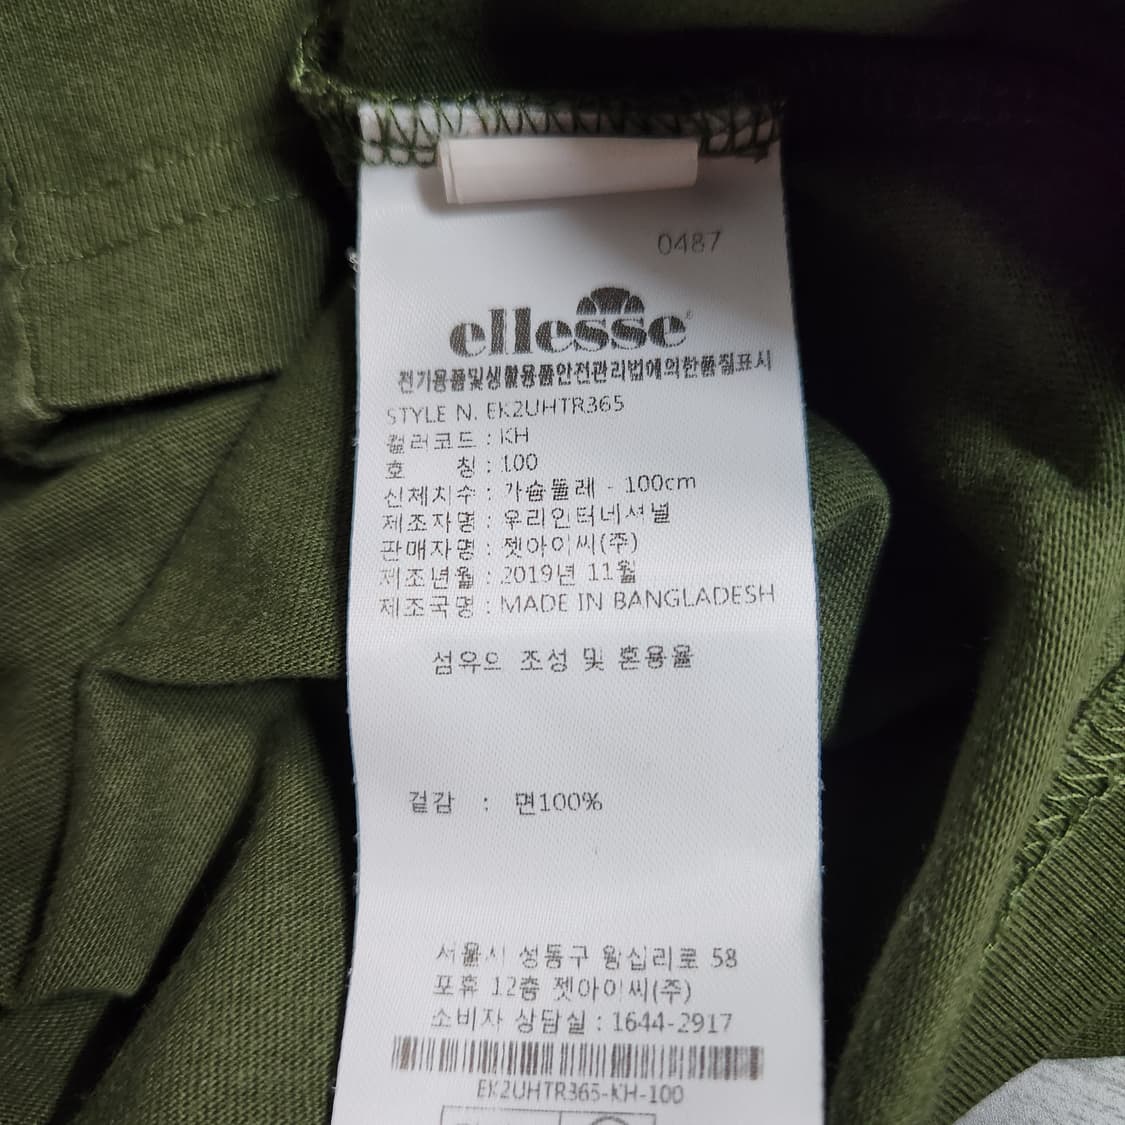 0487
ellesse
전기용품및생활용품안전관리법에의한품질표시
STYLE N. EK2UHTR365
컬러코드 : KH
호 칭 : 100
신체치수 : 가슴둘레 - 100cm
제조자명 : 우리인터네셔널
판매자명 : 젯아이씨(주)
제조년월 : 2019년 11월
제조국명 : MADE IN BANGLADESH
섬유의 조성 및 혼용율
겉감 : 면100%
서울시 성동구 왕십리로 58
포휴 12층 젯아이씨(주)
소비자 상담실 : 1644-2917
EK2UHTR365-KH-100